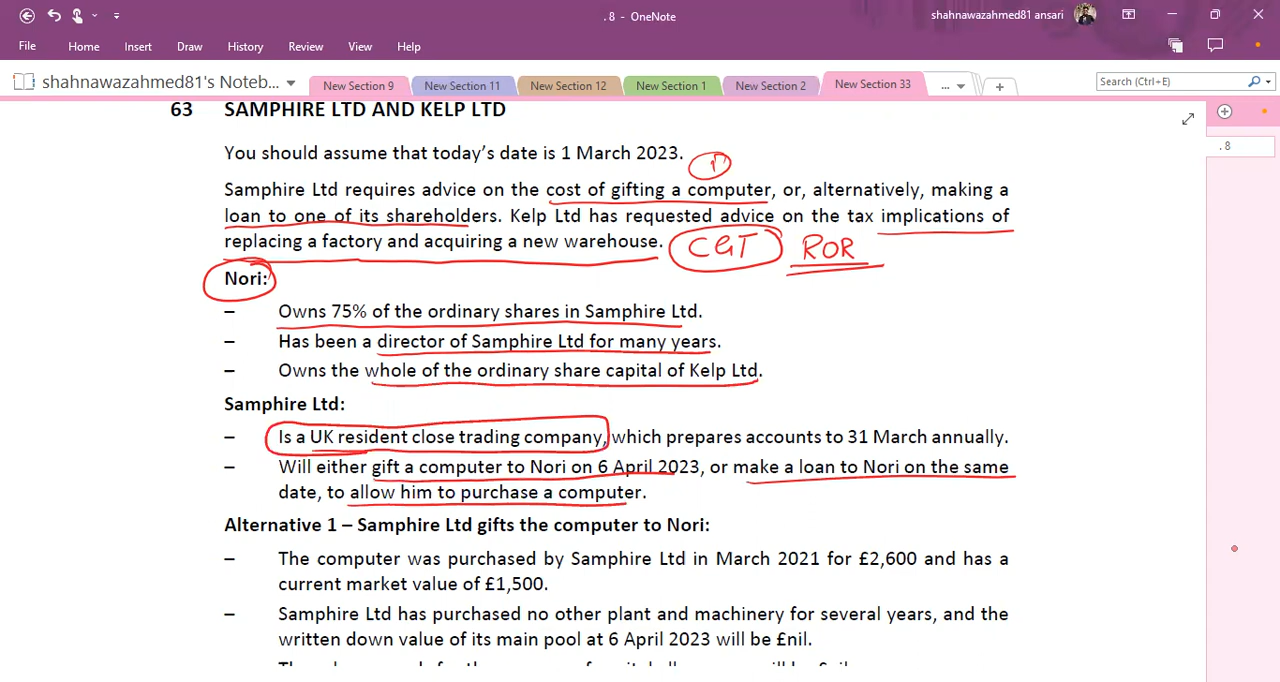 . 8 - OneNote
shahnawazahmed81 ansari
File Home Insert Draw History Review View Help
shahnawazahmed81's Noteb...
New Section 9 New Section 11 New Section 12 New Section 1 New Section 2 New Section 33 ...
Search (Ctrl+E)
. 8
63 SAMPHIRE LTD AND KELP LTD
You should assume that today's date is 1 March 2023.
Samphire Ltd requires advice on the cost of gifting a computer, or, alternatively, making a
loan to one of its shareholders. Kelp Ltd has requested advice on the tax implications of
replacing a factory and acquiring a new warehouse.
CGT ROR
Nori:
– Owns 75% of the ordinary shares in Samphire Ltd.
– Has been a director of Samphire Ltd for many years.
– Owns the whole of the ordinary share capital of Kelp Ltd.
Samphire Ltd:
– Is a UK resident close trading company, which prepares accounts to 31 March annually.
– Will either gift a computer to Nori on 6 April 2023, or make a loan to Nori on the same
date, to allow him to purchase a computer.
Alternative 1 – Samphire Ltd gifts the computer to Nori:
– The computer was purchased by Samphire Ltd in March 2021 for £2,600 and has a
current market value of £1,500.
– Samphire Ltd has purchased no other plant and machinery for several years, and the
written down value of its main pool at 6 April 2023 will be £nil.